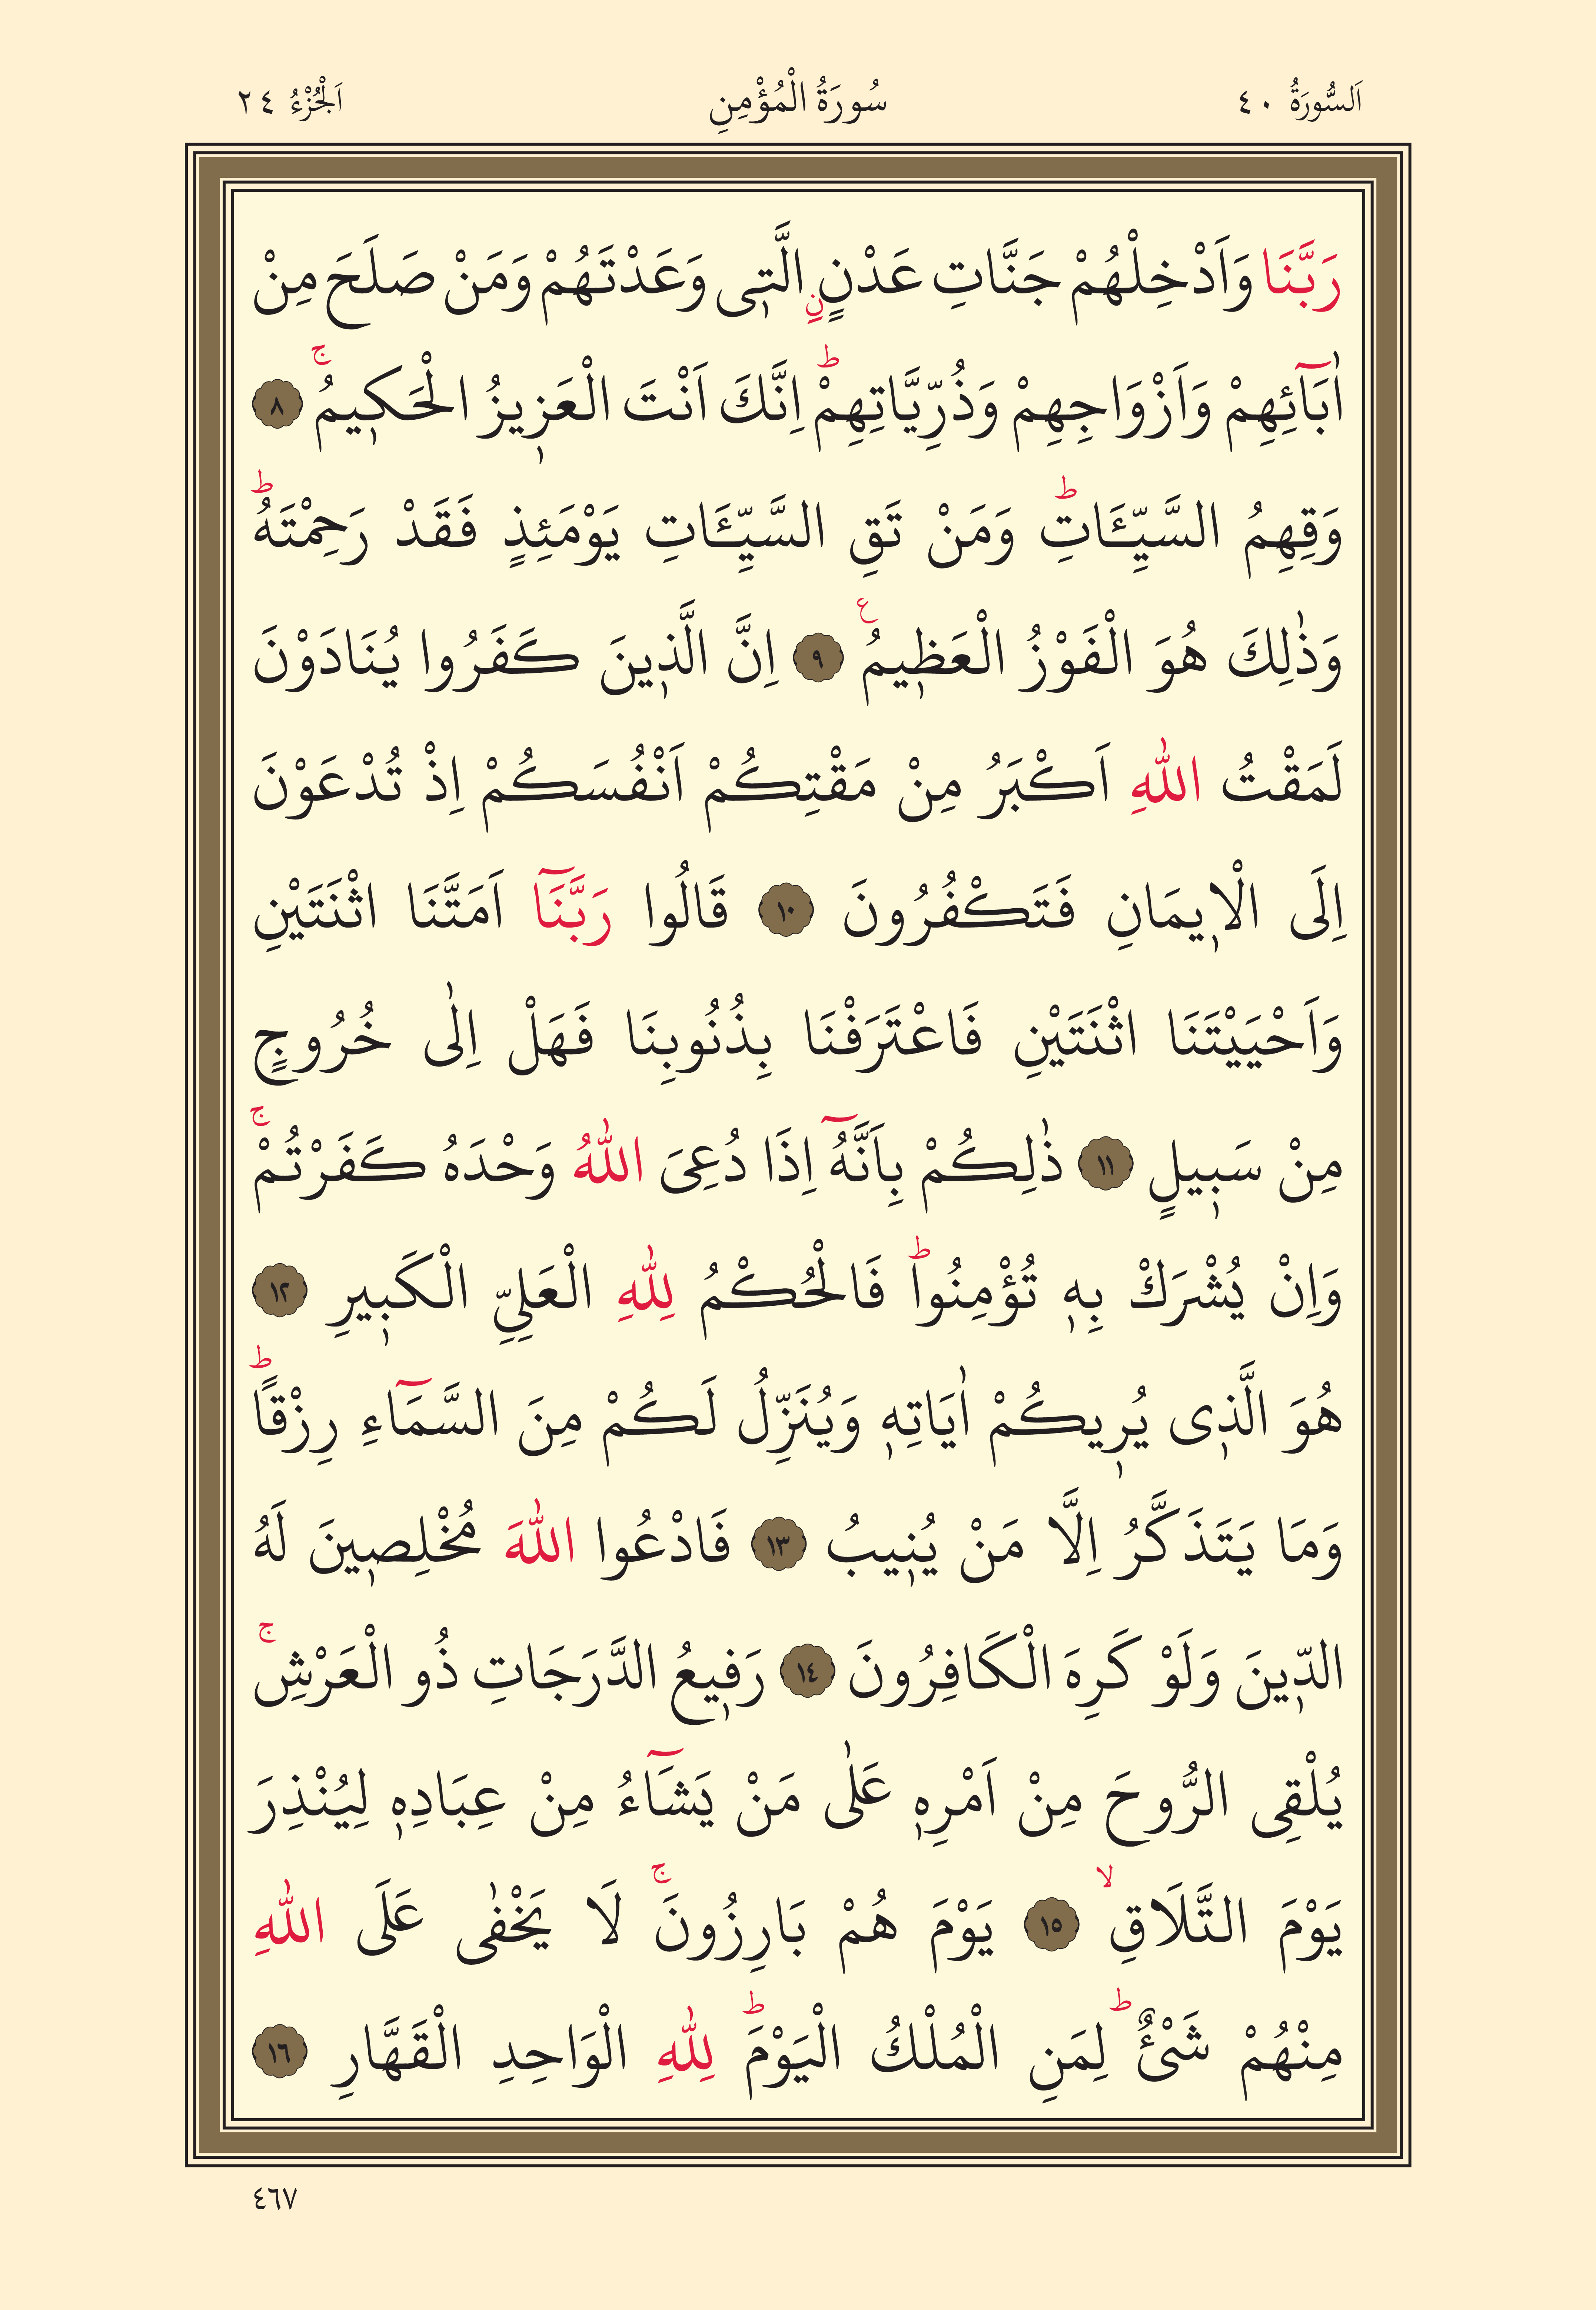 اَلسُّورَةُ ٤٠ سُورَةُ الْمُؤْمِنِ اَلْجُزْءُ ٢٤
رَبَّنَا وَاَدْخِلْهُمْ جَنَّاتِ عَدْنٍۨ الَّتٖى وَعَدْتَهُمْ وَمَنْ صَلَحَ مِنْ
اٰبَٓائِهِمْ وَاَزْوَاجِهِمْ وَذُرِّيَّاتِهِمْؕ اِنَّكَ اَنْتَ الْعَزٖيزُ الْحَكٖيمُۚ ٨
وَقِهِمُ السَّيِّـَٔاتِؕ وَمَنْ تَقِ السَّيِّـَٔاتِ يَوْمَئِذٍ فَقَدْ رَحِمْتَهُؕ
وَذٰلِكَ هُوَ الْفَوْزُ الْعَظٖيمُࣖ ٩ اِنَّ الَّذٖينَ كَفَرُوا يُنَادَوْنَ
لَمَقْتُ اللّٰهِ اَكْبَرُ مِنْ مَقْتِكُمْ اَنْفُسَكُمْ اِذْ تُدْعَوْنَ
اِلَى الْاٖيمَانِ فَتَكْفُرُونَ ١٠ قَالُوا رَبَّنَٓا اَمَتَّنَا اثْنَتَيْنِ
وَاَحْيَيْتَنَا اثْنَتَيْنِ فَاعْتَرَفْنَا بِذُنُوبِنَا فَهَلْ اِلٰى خُرُوجٍ
مِنْ سَبٖيلٍ ١١ ذٰلِكُمْ بِاَنَّهُٓ اِذَا دُعِىَ اللّٰهُ وَحْدَهُ كَفَرْتُمْۚ
وَاِنْ يُشْرَكْ بِهٖ تُؤْمِنُواؕ فَالْحُكْمُ لِلّٰهِ الْعَلِىِّ الْكَبٖيرِ ١٢
هُوَ الَّذٖى يُرٖيكُمْ اٰيَاتِهٖ وَيُنَزِّلُ لَكُمْ مِنَ السَّمَٓاءِ رِزْقًاؕ
وَمَا يَتَذَكَّرُ اِلَّا مَنْ يُنٖيبُ ١٣ فَادْعُوا اللّٰهَ مُخْلِصٖينَ لَهُ
الدّٖينَ وَلَوْ كَرِهَ الْكَافِرُونَ ١٤ رَفٖيعُ الدَّرَجَاتِ ذُو الْعَرْشِۚ
يُلْقِى الرُّوحَ مِنْ اَمْرِهٖ عَلٰى مَنْ يَشَٓاءُ مِنْ عِبَادِهٖ لِيُنْذِرَ
يَوْمَ التَّلَاقِۙ ١٥ يَوْمَ هُمْ بَارِزُونَۚ لَا يَخْفٰى عَلَى اللّٰهِ
مِنْهُمْ شَیْءٌؕ لِمَنِ الْمُلْكُ الْيَوْمَؕ لِلّٰهِ الْوَاحِدِ الْقَهَّارِ ١٦
٤٦٧